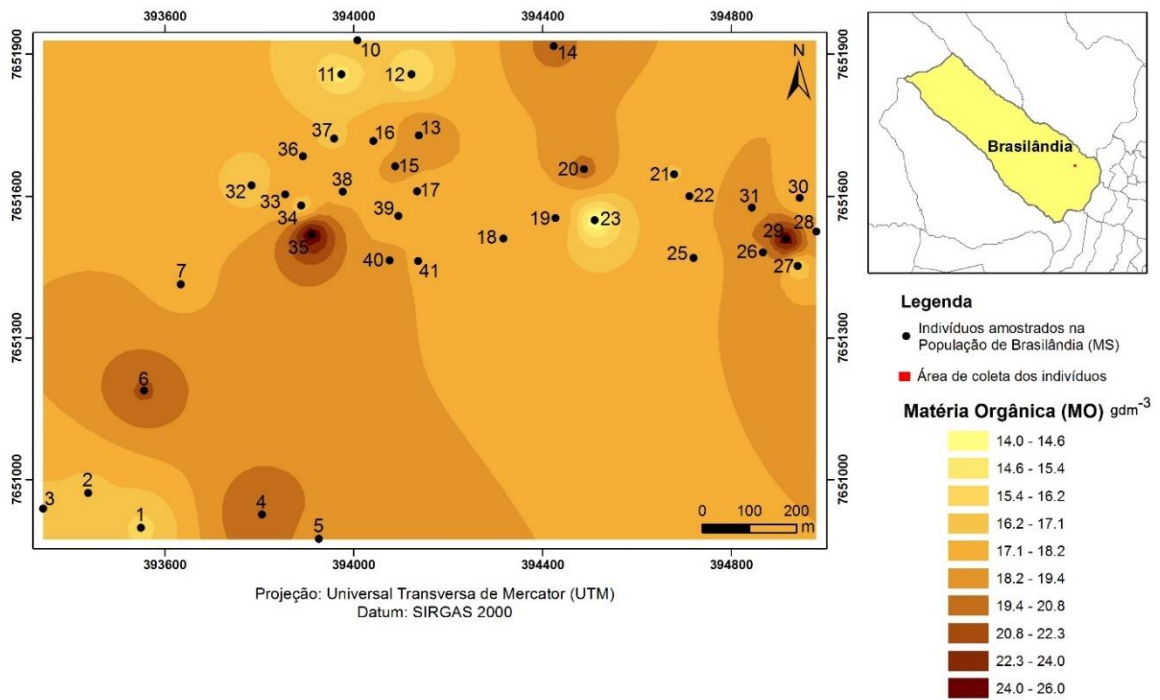 393600 394000 394400 394800
7651900
7651600
7651300
7651000
7651900
7651600
7651300
7651000
N
10
14
11
12
37
16
13
36
15
20
21
32
33
38
17
22
31
30
34
39
19
23
28
35
18
29
40
41
25
26
27
7
6
2
3
1
4
5
0 100 200
m
393600 394000 394400 394800
Projeção: Universal Transversa de Mercator (UTM)
Datum: SIRGAS 2000
Brasilândia
Legenda
Indivíduos amostrados na
População de Brasilândia (MS)
Área de coleta dos indivíduos
Matéria Orgânica (MO) gdm⁻³
14.0 - 14.6
14.6 - 15.4
15.4 - 16.2
16.2 - 17.1
17.1 - 18.2
18.2 - 19.4
19.4 - 20.8
20.8 - 22.3
22.3 - 24.0
24.0 - 26.0